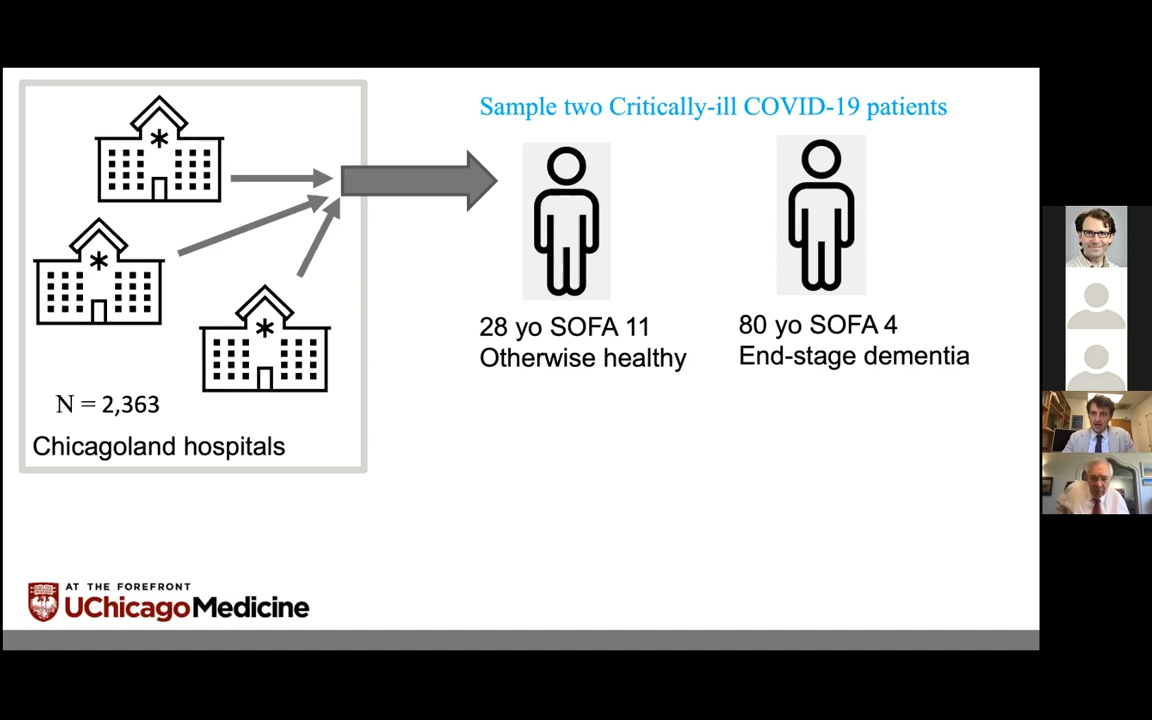 Sample two Critically-ill COVID-19 patients
28 yo SOFA 11
Otherwise healthy
80 yo SOFA 4
End-stage dementia
N = 2,363
Chicagoland hospitals
AT THE FOREFRONT
UChicagoMedicine